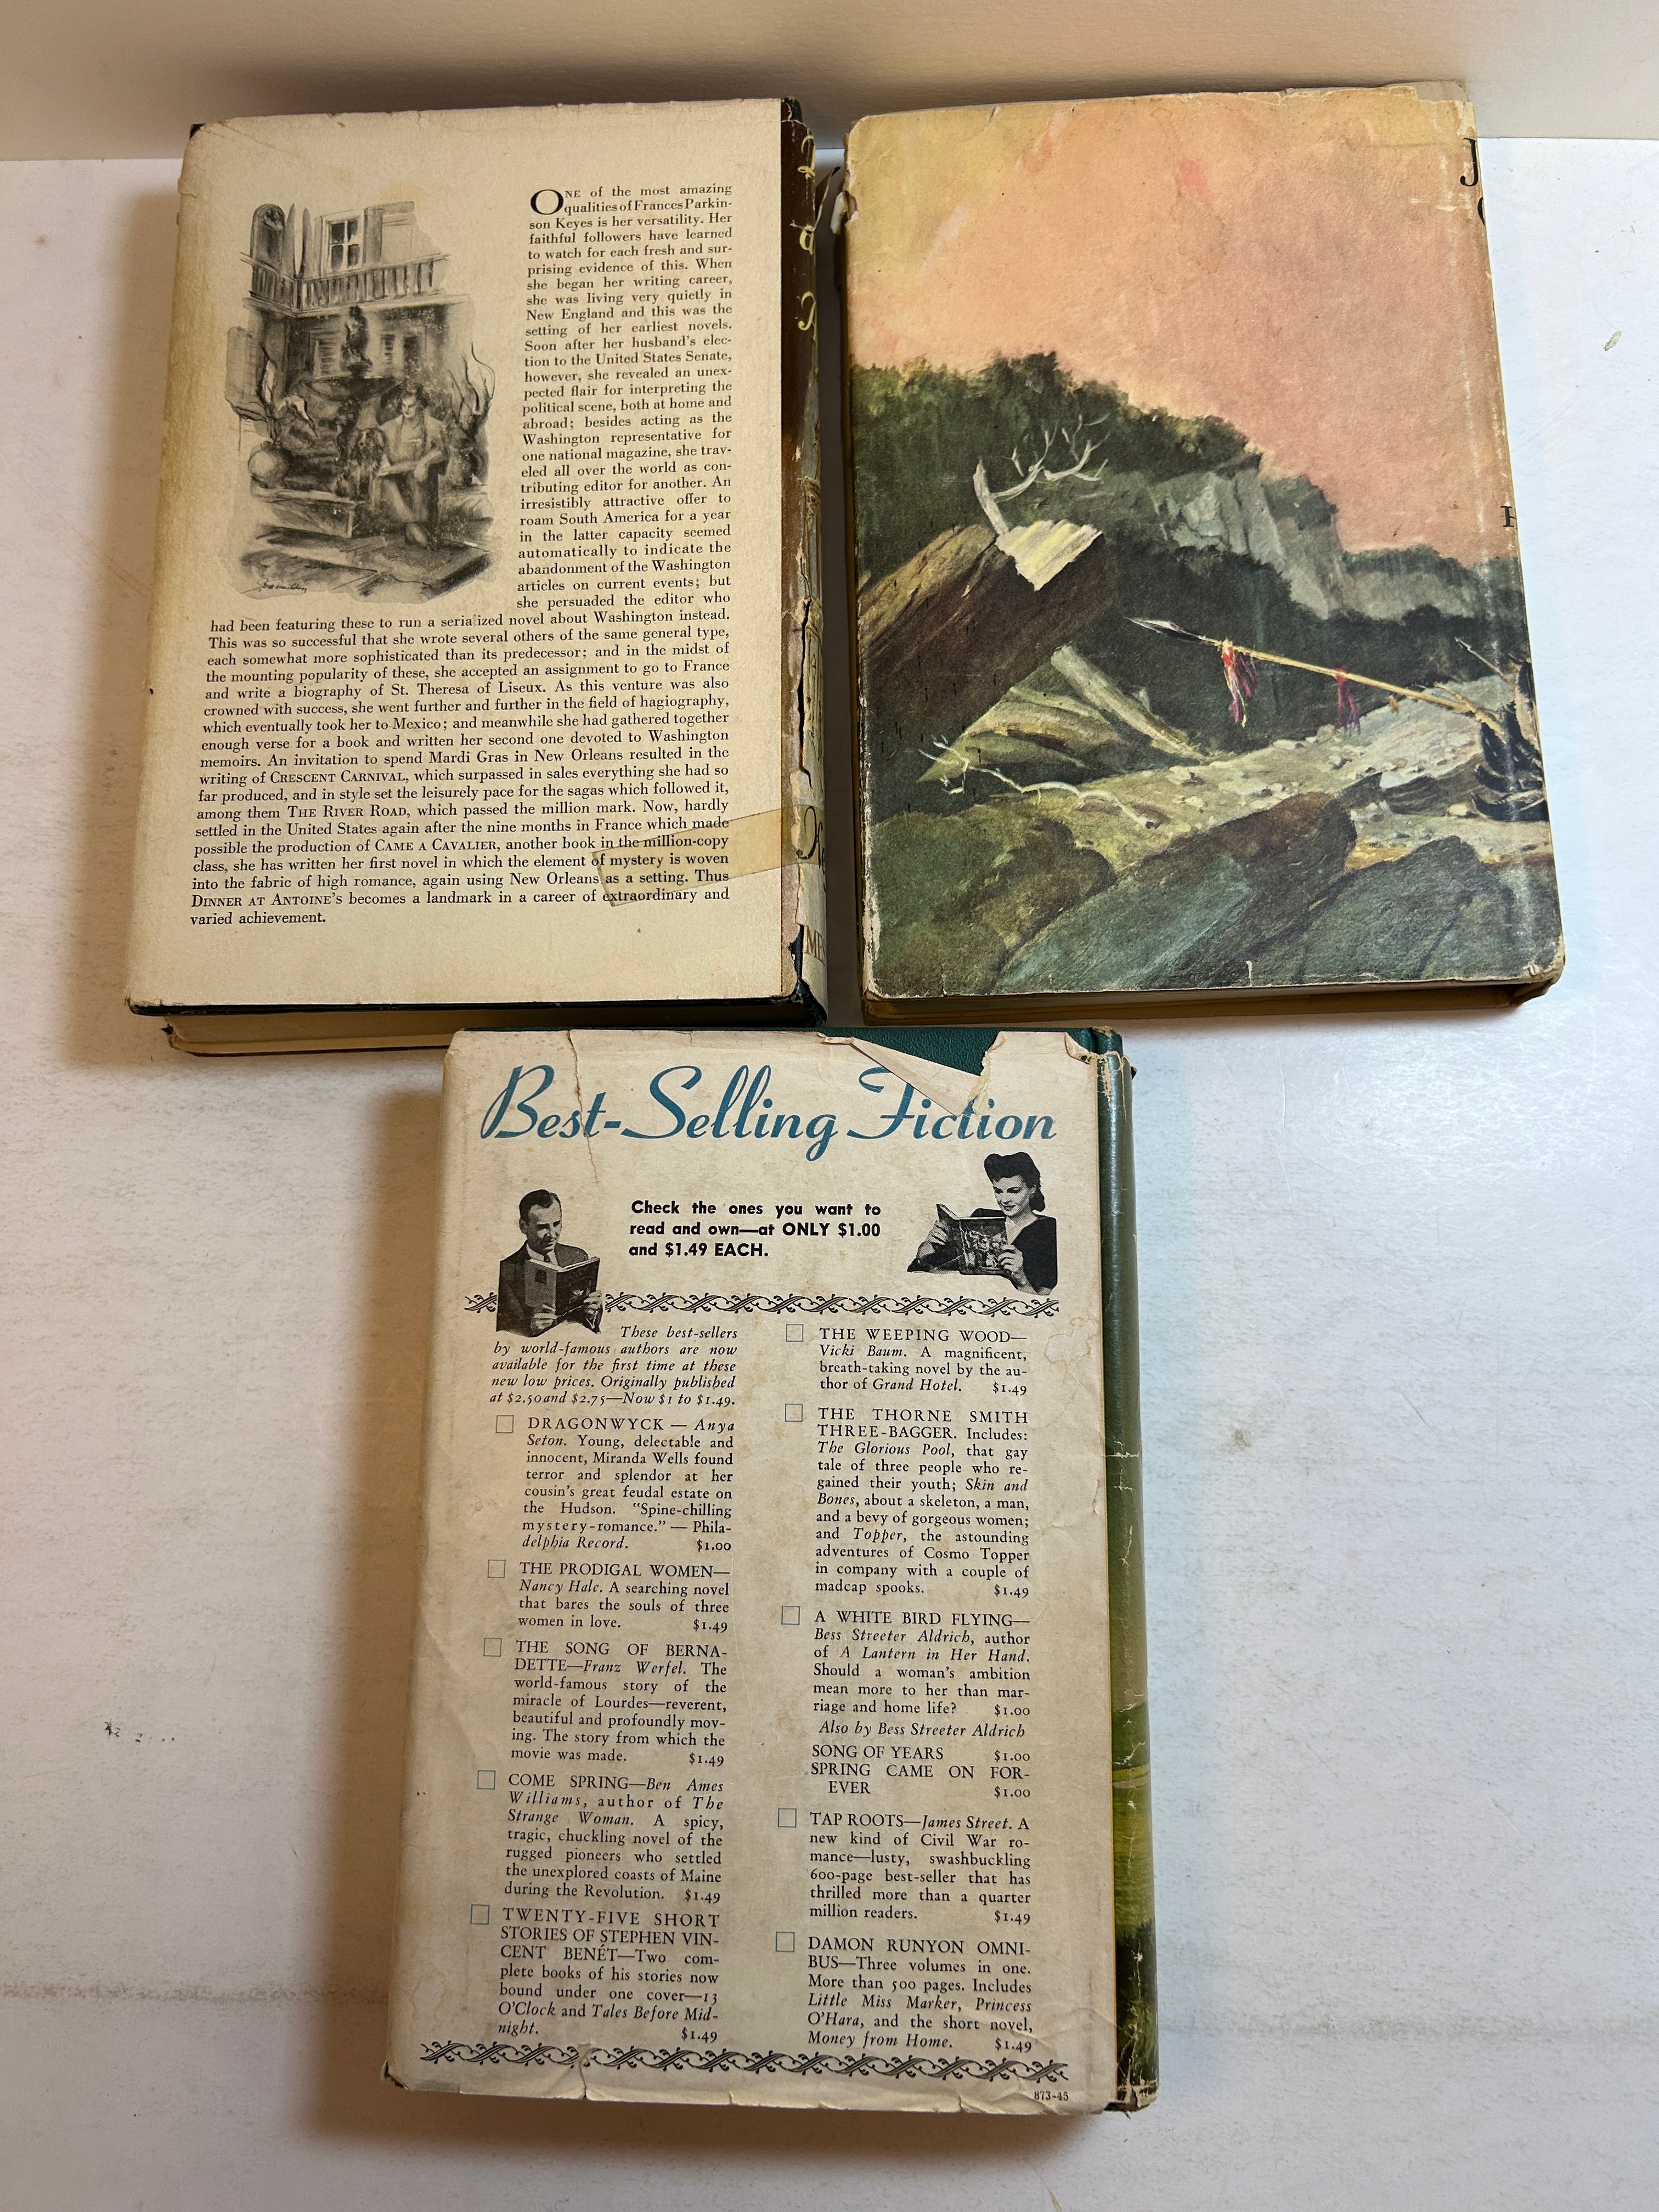 ONE of the most amazing
qualities of Frances Parkin-
son Keyes is her versatility. Her
faithful followers have learned
to watch for each fresh and sur-
prising evidence of this. When
she began her writing career,
she was living very quietly in
New England and this was the
setting of her earliest novels.
Soon after her husband's elec-
tion to the United States Senate,
however, she revealed an unex-
pected flair for interpreting the
political scene, both at home and
abroad; besides acting as the
Washington representative for
one national magazine, she trav-
eled all over the world as con-
tributing editor for another. An
irresistibly attractive offer to
roam South America for a year
in the latter capacity seemed
automatically to indicate the
abandonment of the Washington
articles on current events; but
she persuaded the editor who
had been featuring these to run a serialized novel about Washington instead.
This was so successful that she wrote several others of the same general type,
each somewhat more sophisticated than its predecessor; and in the midst of
the mounting popularity of these, she accepted an assignment to go to France
and write a biography of St. Theresa of Liseux. As this venture was also
crowned with success, she went further and further in the field of hagiography,
which eventually took her to Mexico; and meanwhile she had gathered together
enough verse for a book and written her second one devoted to Washington
memoirs. An invitation to spend Mardi Gras in New Orleans resulted in the
writing of CRESCENT CARNIVAL, which surpassed in sales everything she had so
far produced, and in style set the leisurely pace for the sagas which followed it,
among them THE RIVER ROAD, which passed the million mark. Now, hardly
settled in the United States again after the nine months in France which made
possible the production of CAME A CAVALIER, another book in the million-copy
class, she has written her first novel in which the element of mystery is woven
into the fabric of high romance, again using New Orleans as a setting. Thus
DINNER AT ANTOINE'S becomes a landmark in a career of extraordinary and
varied achievement.
Best-Selling Fiction
Check the ones you want to
read and own—at ONLY $1.00
and $1.49 EACH.
These best-sellers
by world-famous authors are now
available for the first time at these
new low prices. Originally published
at $2.50 and $2.75—Now $1 to $1.49.
DRAGONWYCK — Anya
Seton. Young, delectable and
innocent, Miranda Wells found
terror and splendor at her
cousin's great feudal estate on
the Hudson. "Spine-chilling
mystery-romance." — Phila-
delphia Record. $1.00
THE PRODIGAL WOMEN—
Nancy Hale. A searching novel
that bares the souls of three
women in love. $1.49
THE SONG OF BERNA-
DETTE—Franz Werfel. The
world-famous story of the
miracle of Lourdes—reverent,
beautiful and profoundly mov-
ing. The story from which the
movie was made. $1.49
COME SPRING—Ben Ames
Williams, author of The
Strange Woman. A spicy,
tragic, chuckling novel of the
rugged pioneers who settled
the unexplored coasts of Maine
during the Revolution. $1.49
TWENTY-FIVE SHORT
STORIES OF STEPHEN VIN-
CENT BENÉT—Two com-
plete books of his stories now
bound under one cover—13
O'Clock and Tales Before Mid-
night. $1.49
THE WEEPING WOOD—
Vicki Baum. A magnificent,
breath-taking novel by the au-
thor of Grand Hotel. $1.49
THE THORNE SMITH
THREE-BAGGER. Includes:
The Glorious Pool, that gay
tale of three people who re-
gained their youth; Skin and
Bones, about a skeleton, a man,
and a bevy of gorgeous women;
and Topper, the astounding
adventures of Cosmo Topper
in company with a couple of
madcap spooks. $1.49
A WHITE BIRD FLYING—
Bess Streeter Aldrich, author
of A Lantern in Her Hand.
Should a woman's ambition
mean more to her than mar-
riage and home life? $1.00
Also by Bess Streeter Aldrich
SONG OF YEARS $1.00
SPRING CAME ON FOR-
EVER $1.00
TAP ROOTS—James Street. A
new kind of Civil War ro-
mance—lusty, swashbuckling
600-page best-seller that has
thrilled more than a quarter
million readers. $1.49
DAMON RUNYON OMNI-
BUS—Three volumes in one.
More than 500 pages. Includes
Little Miss Marker, Princess
O'Hara, and the short novel,
Money from Home. $1.49
873-45